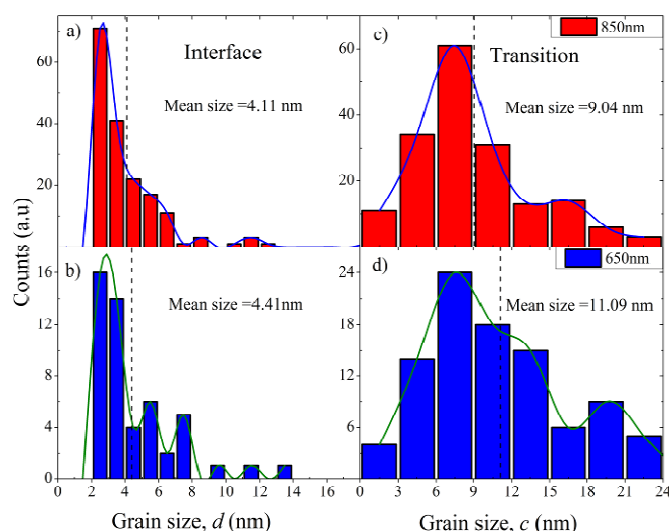 a)
Interface
Mean size =4.11 nm
60
40
20
c)
850nm
Transition
Mean size =9.04 nm
60
40
20
Counts (a.u)
b)
Mean size =4.41nm
16
12
8
4
0
d)
650nm
Mean size =11.09 nm
24
18
12
6
0 2 4 6 8 10 12 14 16
0 3 6 9 12 15 18 21 24
Grain size, d (nm)
Grain size, c (nm)